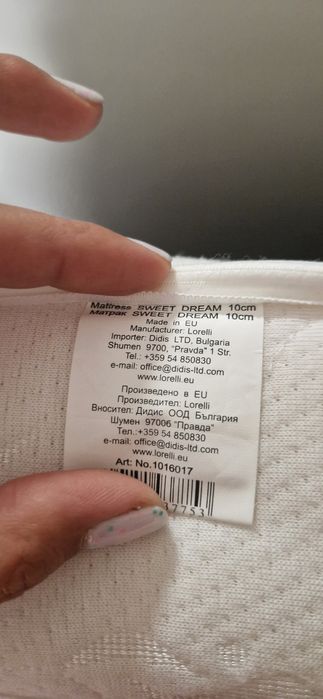 Mattress SWEET DREAM 10cm
Матрак SWEET DREAM 10cm
Made in EU
Manufacturer: Lorelli
Importer: Didis LTD, Bulgaria
Shumen 9700, "Pravda" 1 Str.
Tel.: +359 54 850830
e-mail: office@didis-ltd.com
www.lorelli.eu
Произведено в EU
Производител: Lorelli
Вносител: Дидис ООД България
Шумен 97006 "Правда"
Тел.:+359 54 850830
e-mail: office@didis-ltd.com
www.lorelli.eu
Art: No.1016017
37753